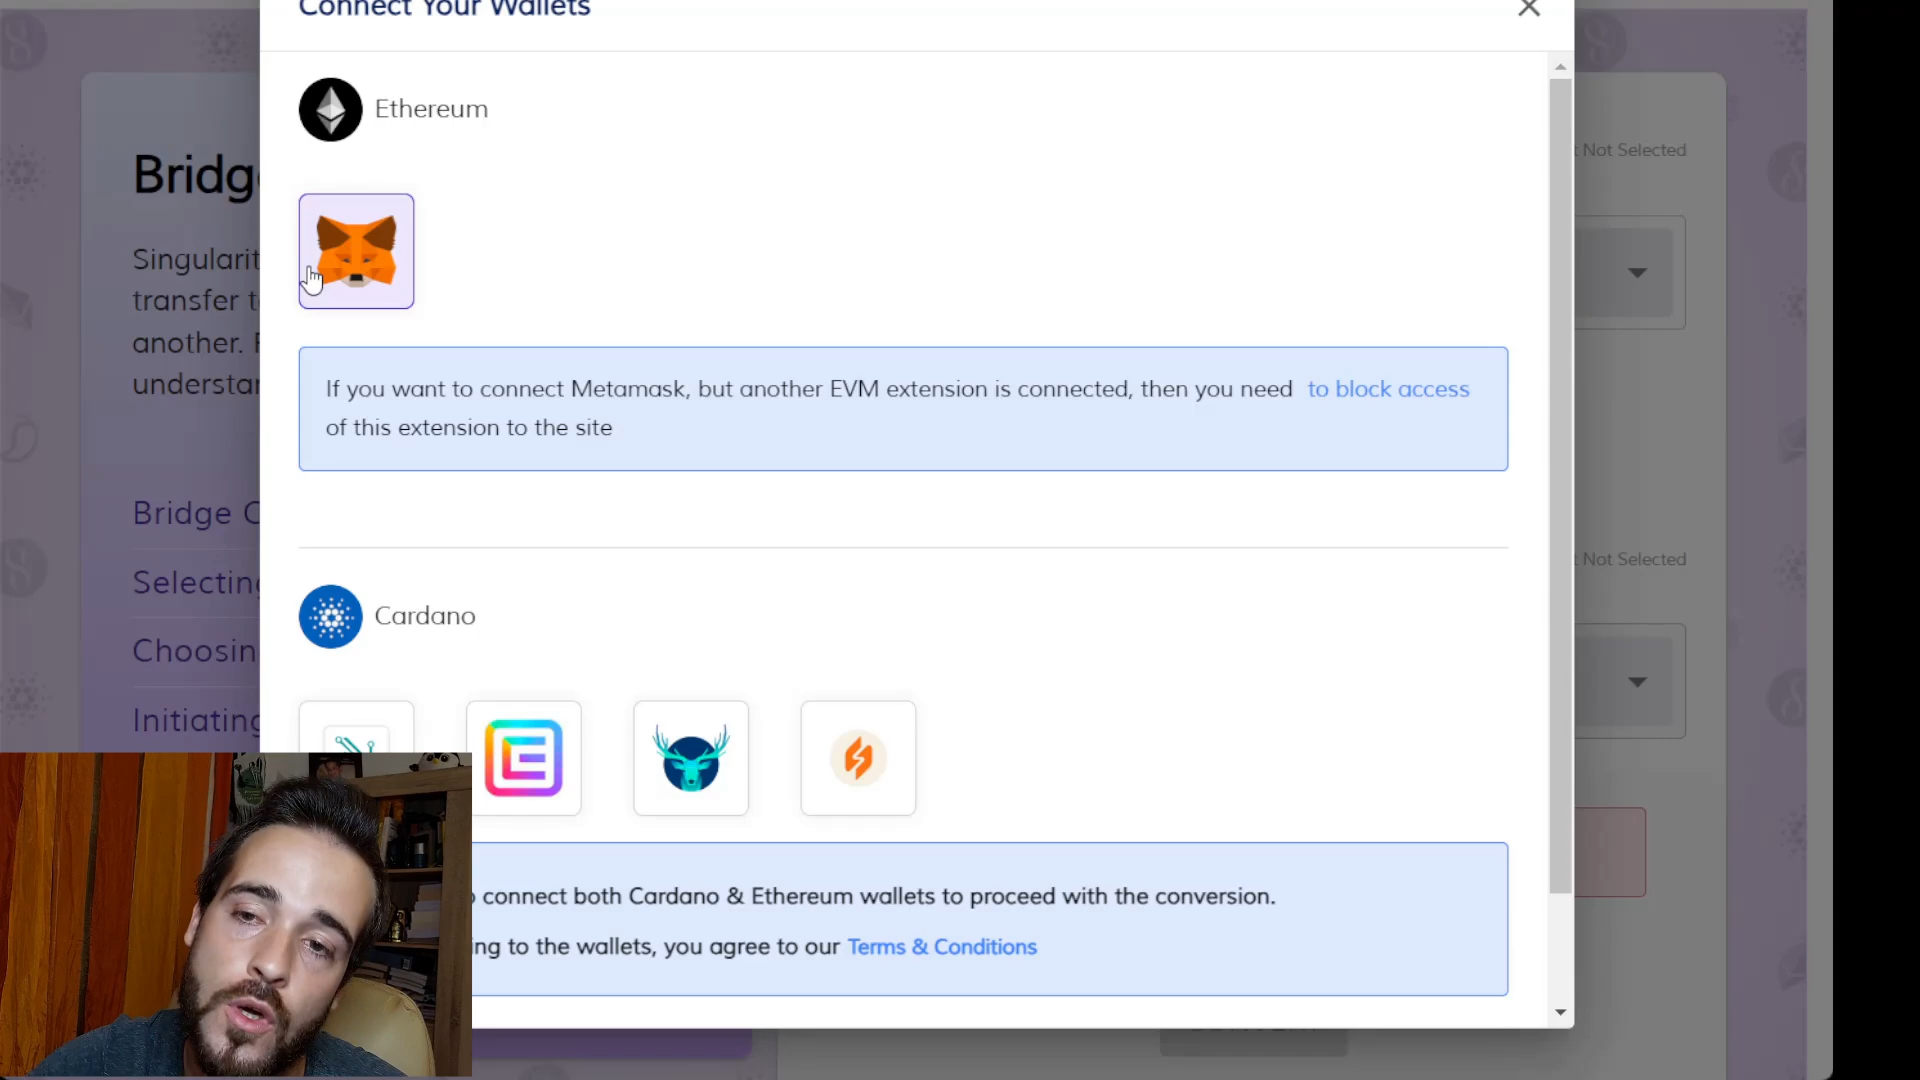 Connect Your Wallets
Ethereum
If you want to connect Metamask, but another EVM extension is connected, then you need to block access
of this extension to the site
Cardano
connect both Cardano & Ethereum wallets to proceed with the conversion.
ing to the wallets, you agree to our Terms & Conditions
Bridg
Singularit
transfer t
another.
understan
Bridge
Selecting
Choosin
Initiating
Not Selected
Not Selected